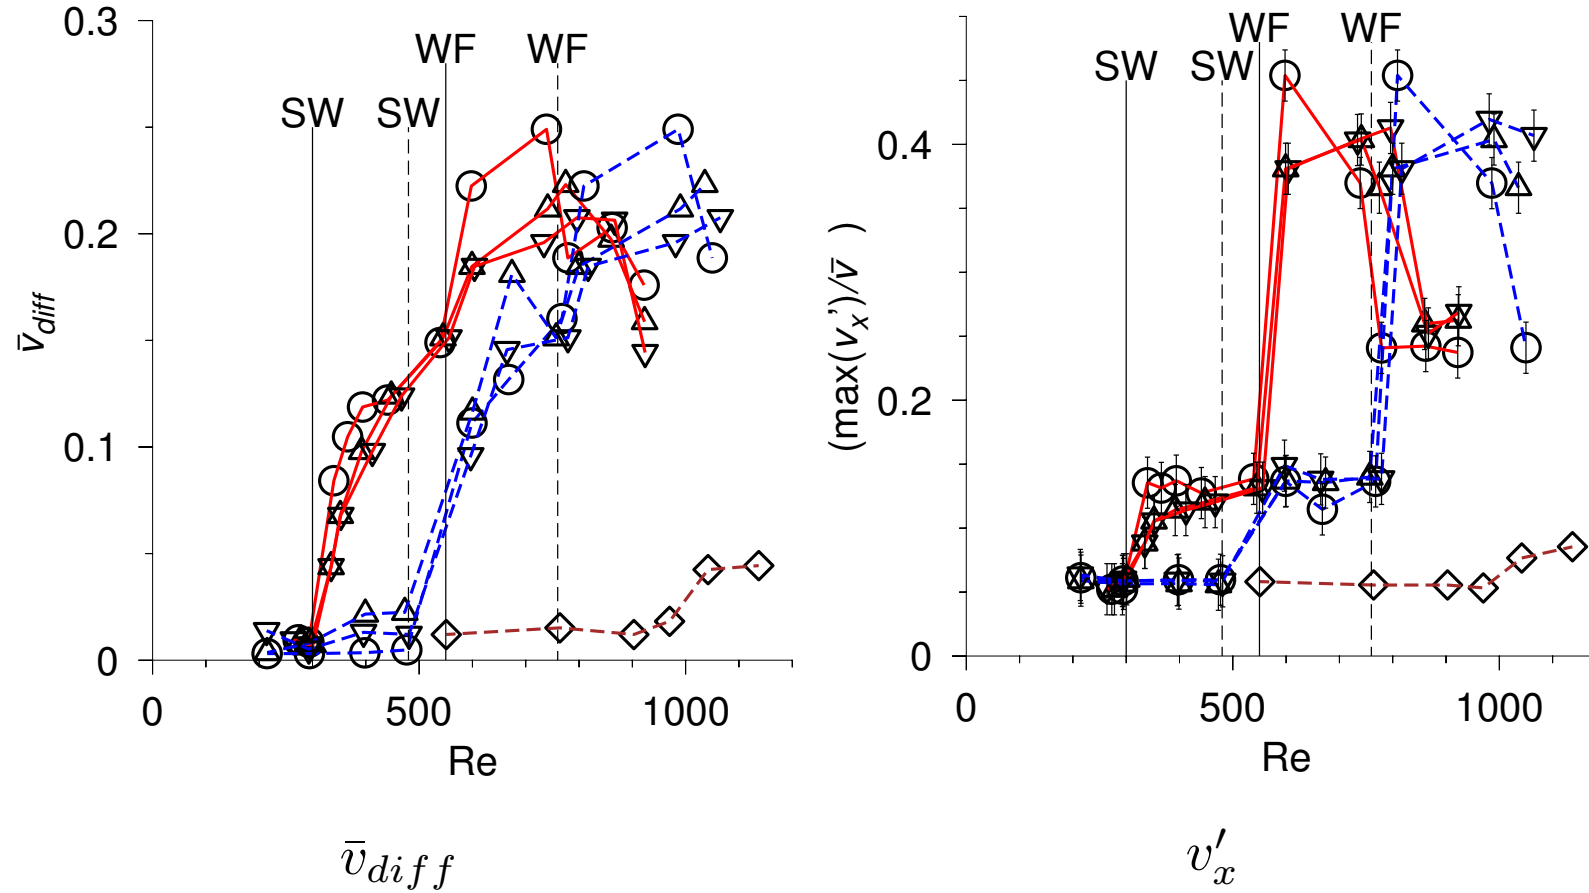 0.3
WF WF
SW SW
0.2
0.1
0
v̄diff
0 500 1000
Re
v̄diff
WF WF
SW SW
0.4
0.2
0
(max(vx')/v̄ )
0 500 1000
Re
v′x